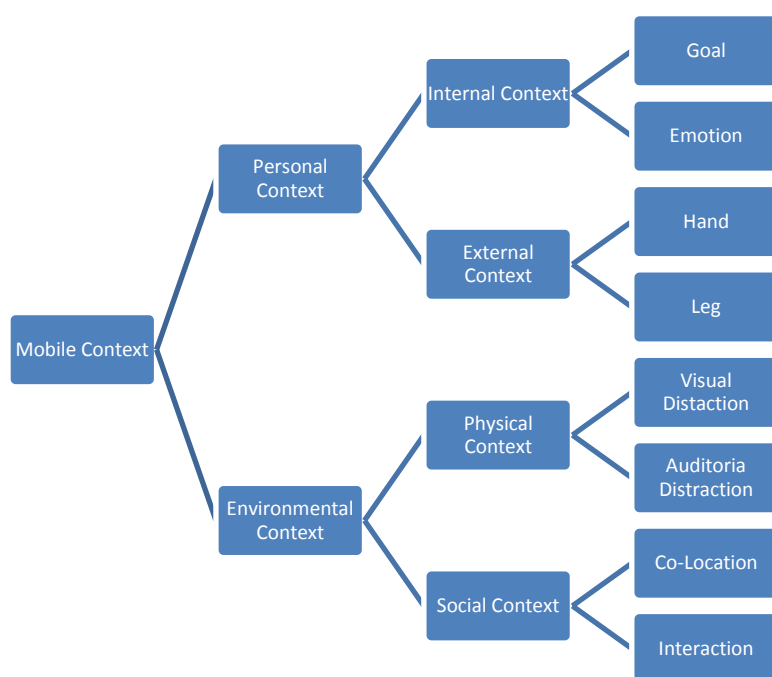 Goal
Internal Context
Emotion
Personal
Context
Hand
External
Context
Leg
Mobile Context
Visual
Distaction
Physical
Context
Auditoria
Distraction
Environmental
Context
Co-Location
Social Context
Interaction